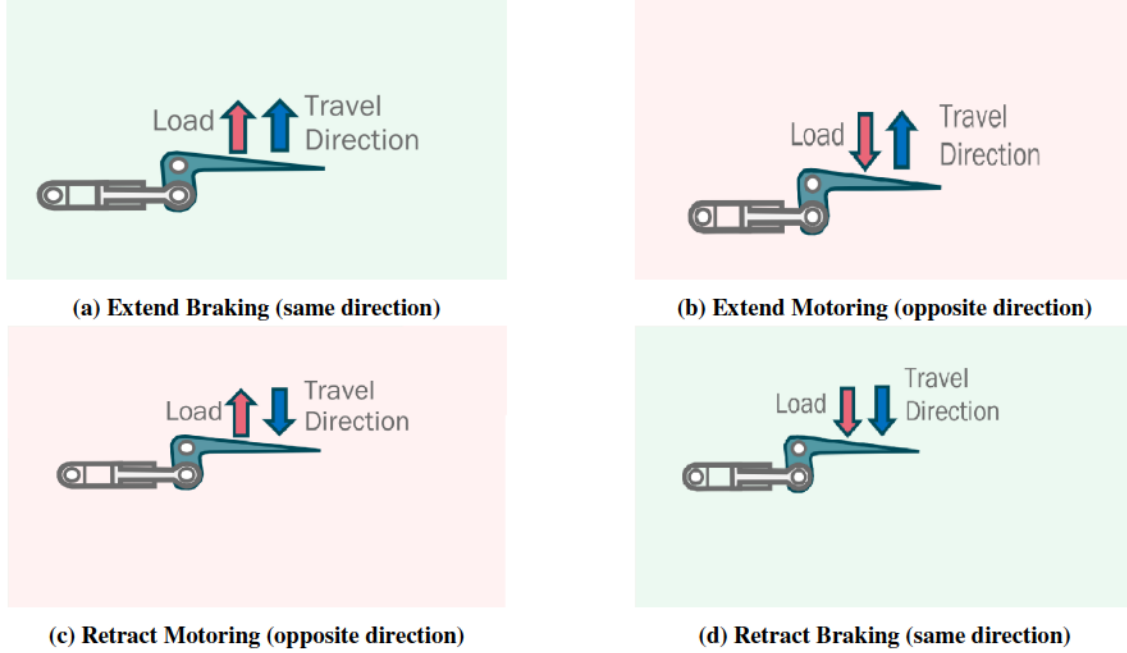 Load
Travel
Direction
Load
Travel
Direction
(a) Extend Braking (same direction)
(b) Extend Motoring (opposite direction)
Load
Travel
Direction
Load
Travel
Direction
(c) Retract Motoring (opposite direction)
(d) Retract Braking (same direction)